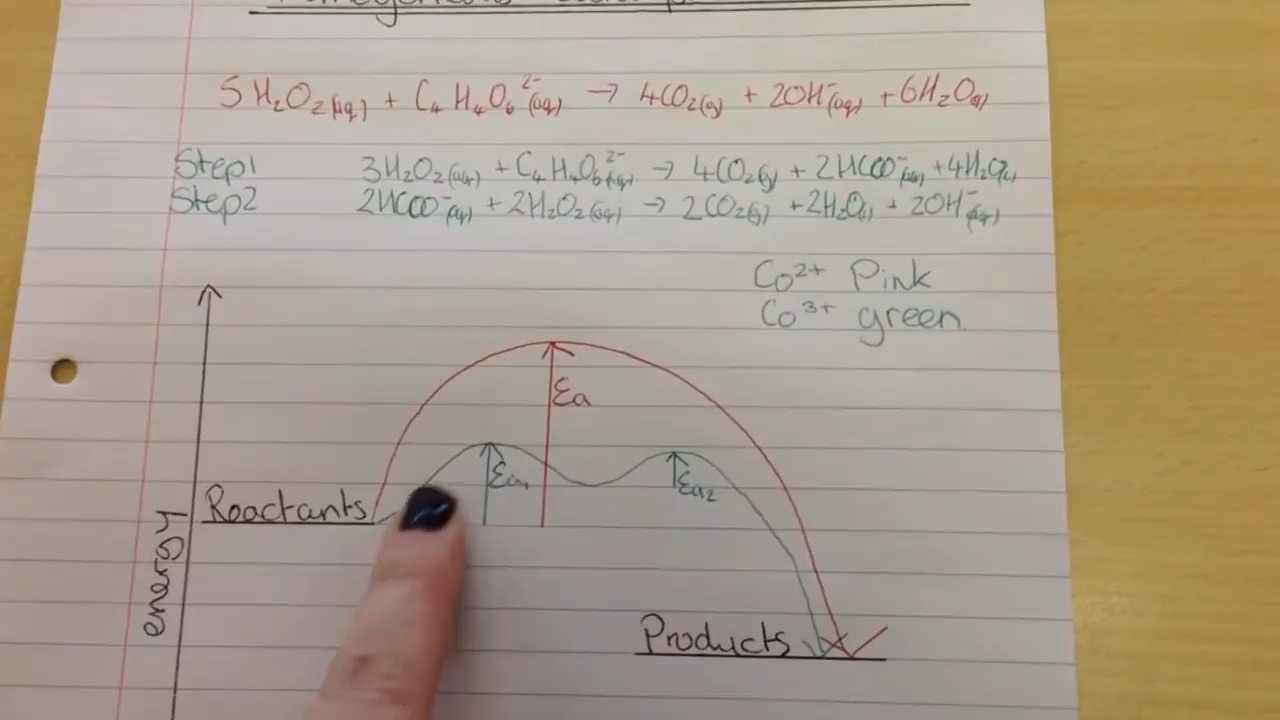 5H₂O₂(aq) + C₄H₄O₆²⁻(aq) → 4CO₂(g) + 2OH⁻(aq) + 6H₂O(l)
Step1 3H₂O₂(aq) + C₄H₄O₆²⁻(aq) → 4CO₂(g) + 2HCOO⁻(aq) + 4H₂O(l)
Step2 2HCOO⁻(aq) + 2H₂O₂(aq) → 2CO₂(g) + 2H₂O(l) + 2OH⁻(aq)
Co²⁺ Pink
Co³⁺ green
Ea
Ea₁
Ea₂
Reactants
energy
Products